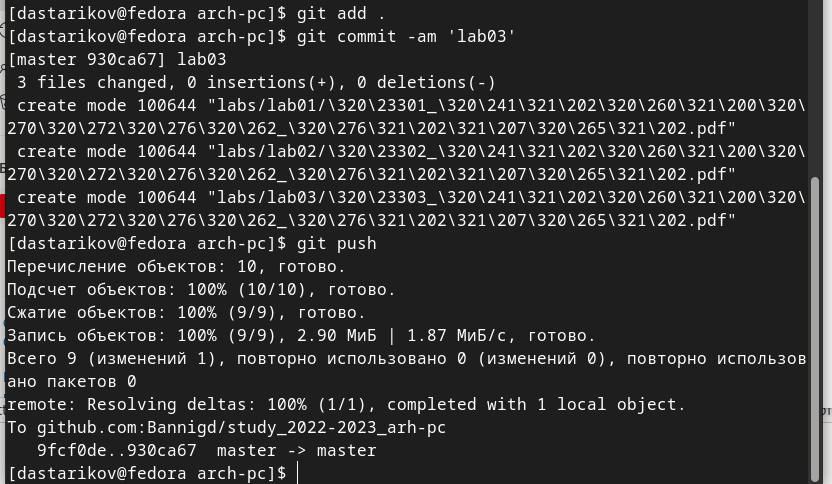 [dastarikov@fedora arch-pc]$ git add .
[dastarikov@fedora arch-pc]$ git commit -am 'lab03'
[master 930ca67] lab03
 3 files changed, 0 insertions(+), 0 deletions(-)
 create mode 100644 "labs/lab01/\320\23301_\320\241\321\202\320\260\321\200\320\
270\320\272\320\276\320\262_\320\276\321\202\321\207\320\265\321\202.pdf"
 create mode 100644 "labs/lab02/\320\23302_\320\241\321\202\320\260\321\200\320\
270\320\272\320\276\320\262_\320\276\321\202\321\207\320\265\321\202.pdf"
 create mode 100644 "labs/lab03/\320\23303_\320\241\321\202\320\260\321\200\320\
270\320\272\320\276\320\262_\320\276\321\202\321\207\320\265\321\202.pdf"
[dastarikov@fedora arch-pc]$ git push
Перечисление объектов: 10, готово.
Подсчет объектов: 100% (10/10), готово.
Сжатие объектов: 100% (9/9), готово.
Запись объектов: 100% (9/9), 2.90 МиБ | 1.87 МиБ/с, готово.
Всего 9 (изменений 1), повторно использовано 0 (изменений 0), повторно использов
ано пакетов 0
remote: Resolving deltas: 100% (1/1), completed with 1 local object.
To github.com:Bannigd/study_2022-2023_arh-pc
   9fcf0de..930ca67  master -> master
[dastarikov@fedora arch-pc]$